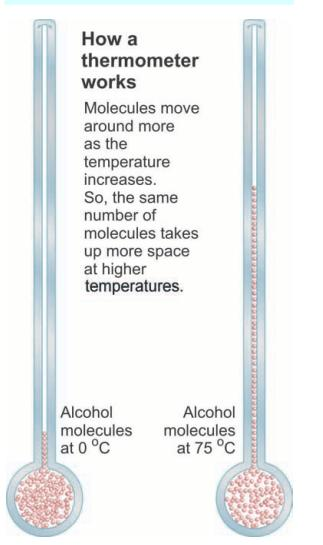 How a
thermometer
works
Molecules move
around more
as the
temperature
increases.
So, the same
number of
molecules takes
up more space
at higher
temperatures.
Alcohol
molecules
at 0 °C
Alcohol
molecules
at 75 °C